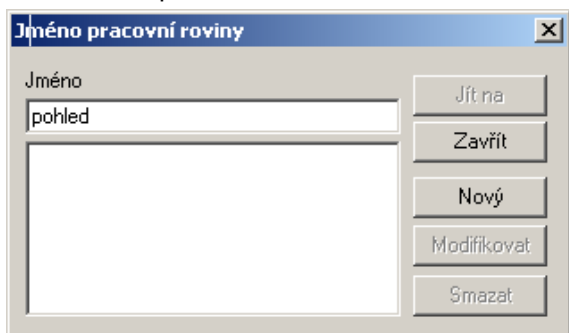 Jméno pracovní roviny
Jméno
pohled
Jít na
Zavřít
Nový
Modifikovat
Smazat